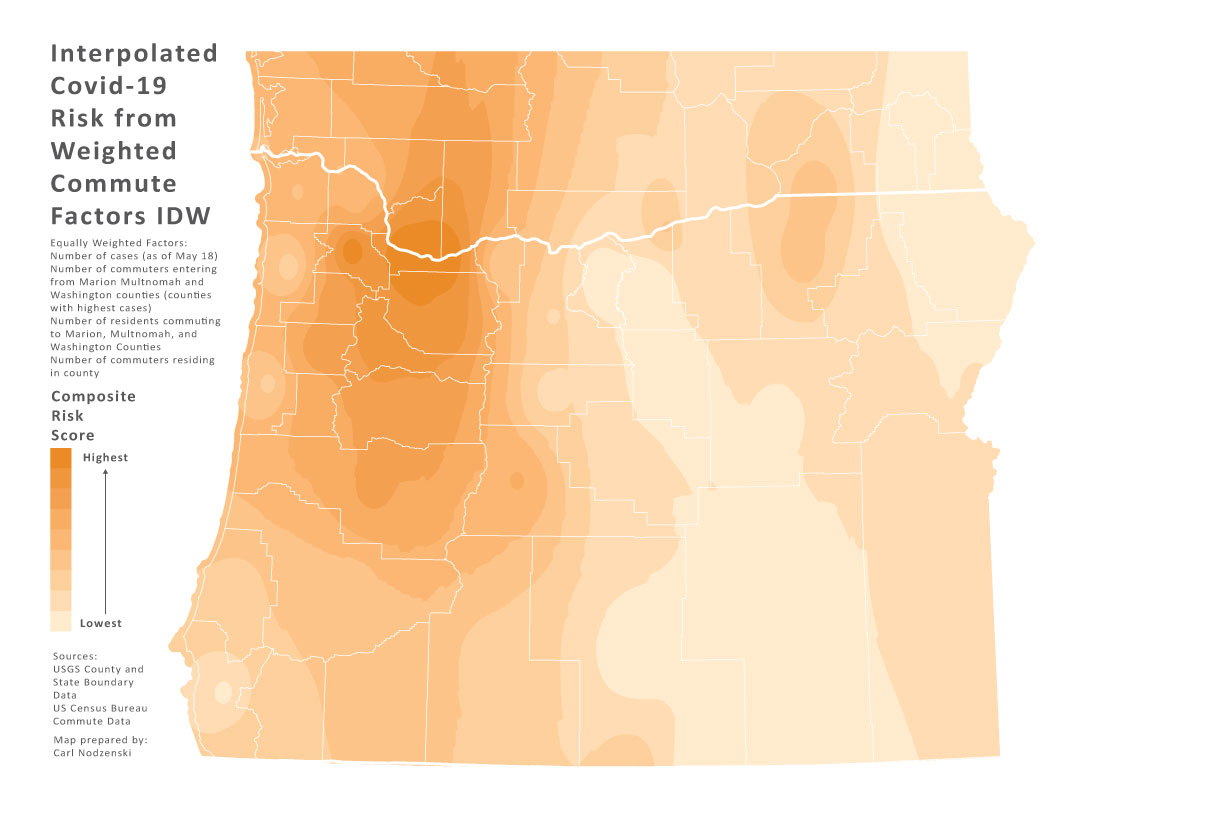 Interpolated
Covid-19
Risk from
Weighted
Commute
Factors IDW
Equally Weighted Factors:
Number of cases (as of May 18)
Number of commuters entering
from Marion Multnomah and
Washington counties (counties
with highest cases)
Number of residents commuting
to Marion, Multnomah, and
Washington Counties
Number of commuters residing
in county
Composite
Risk
Score
Highest
Lowest
Sources:
USGS County and
State Boundary
Data
US Census Bureau
Commute Data
Map prepared by:
Carl Nodzenski